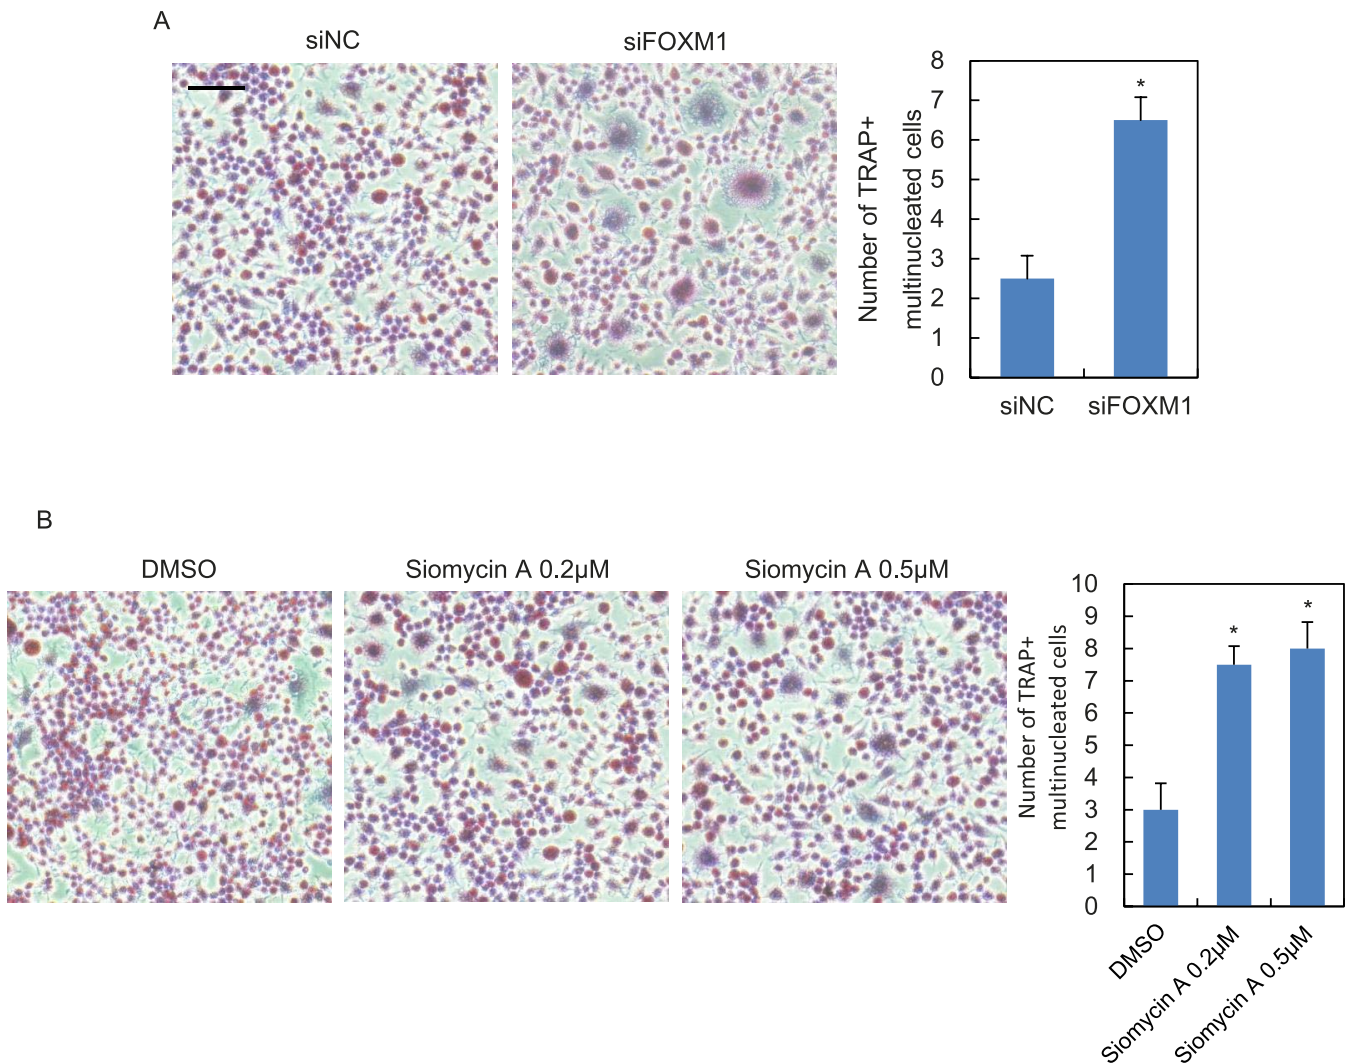 A
siNC
siFOXM1
Number of TRAP+
multinucleated cells
8
7
6
5
4
3
2
1
0
*
siNC
siFOXM1
B
DMSO
Siomycin A 0.2μM
Siomycin A 0.5μM
Number of TRAP+
multinucleated cells
10
9
8
7
6
5
4
3
2
1
0
*
*
DMSO
Siomycin A 0.2μM
Siomycin A 0.5μM